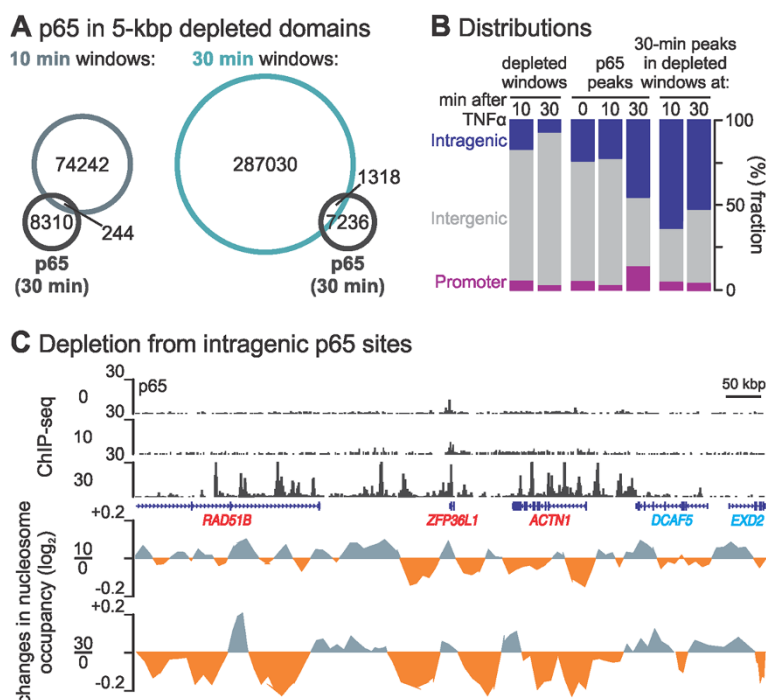 A p65 in 5-kbp depleted domains
10 min windows:
30 min windows:
74242
8310
244
p65
(30 min)
287030
1318
7236
p65
(30 min)
B Distributions
depleted windows
p65 peaks
30-min peaks in depleted windows at:
min after TNFα
10 30 0 10 30 10 30
Intragenic
Intergenic
Promoter
100
50
0
(%) fraction
C Depletion from intragenic p65 sites
ChIP-seq
30
p65
0
30
10
30
30
50 kbp
RAD51B ZFP36L1 ACTN1 DCAF5 EXD2
changes in nucleosome occupancy (log2)
+0.2
10
0
-0.2
+0.2
30
0
-0.2